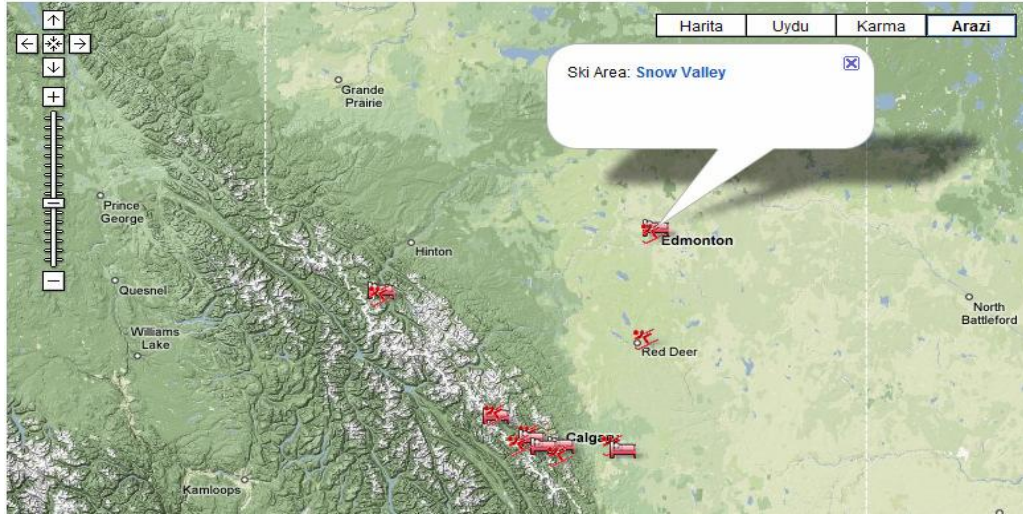 Harita Uydu Karma Arazi
Ski Area: Snow Valley
Grande
Prairie
Prince
George
Edmonton
Hinton
Quesnel
North
Battleford
Williams
Lake
Red Deer
Calgary
Kamloops